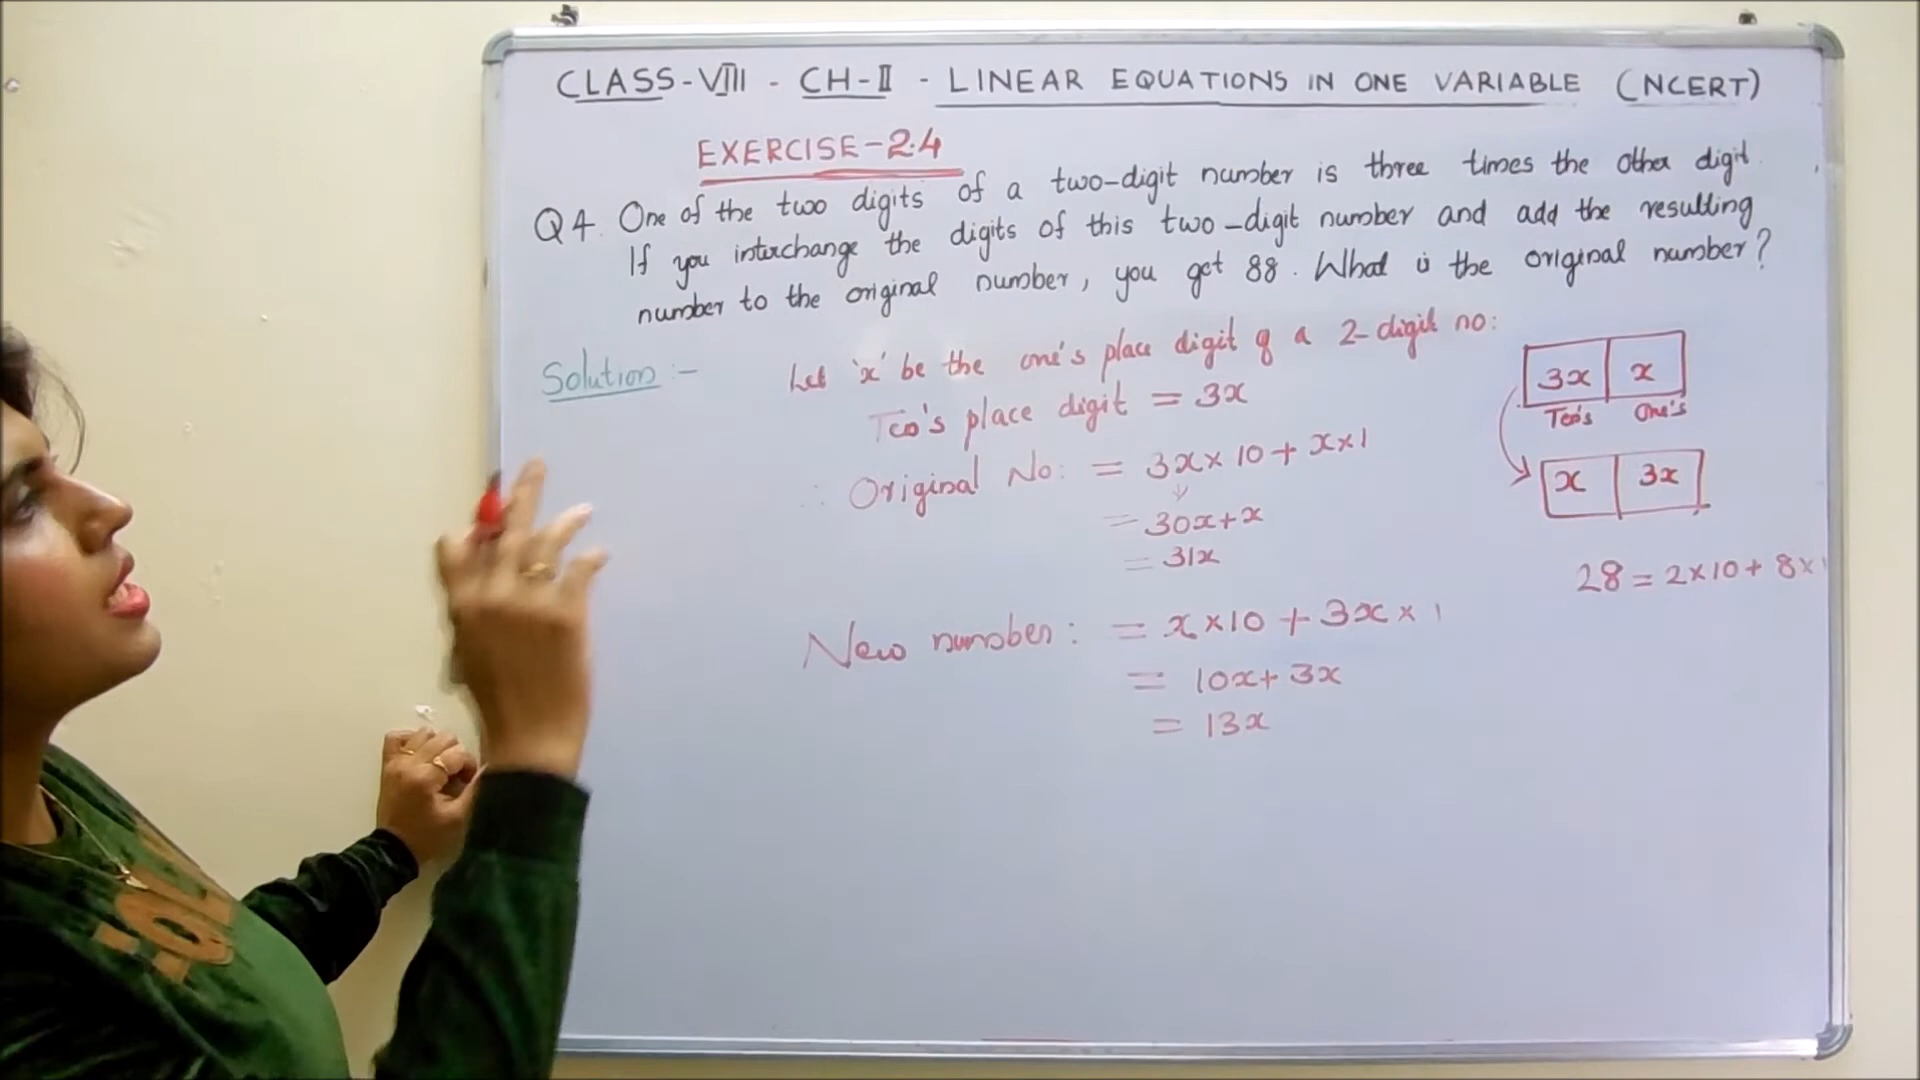 CLASS-VIII - CH-II - LINEAR EQUATIONS IN ONE VARIABLE (NCERT)
EXERCISE-2.4
Q4. One of the two digits of a two-digit number is three times the other digit.
If you interchange the digits of this two-digit number and add the resulting
number to the original number, you get 88. What is the original number?
Solution :-
Let 'x' be the one's place digit of a 2-digit no:
Ten's place digit = 3x
∴ Original No: = 3x×10+x×1
= 30x+x
= 31x
New number: = x×10+3x×1
= 10x+3x
= 13x
3x x
Ten's One's
x 3x
28=2×10+8×1